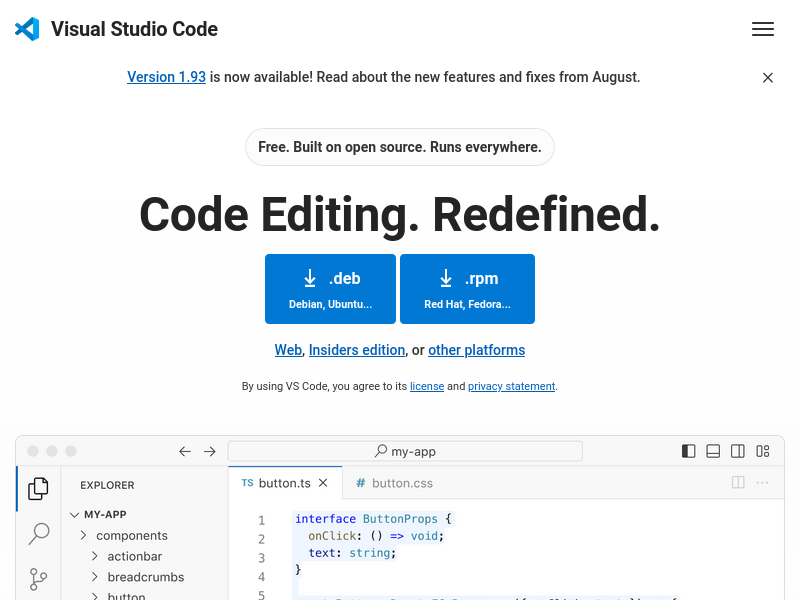 Visual Studio Code
Version 1.93 is now available! Read about the new features and fixes from August.
Free. Built on open source. Runs everywhere.
Code Editing. Redefined.
.deb
Debian, Ubuntu...
.rpm
Red Hat, Fedora...
Web, Insiders edition, or other platforms
By using VS Code, you agree to its license and privacy statement.
my-app
EXPLORER
MY-APP
components
actionbar
breadcrumbs
button
TS button.ts
# button.css
1 interface ButtonProps {
2 onClick: () => void;
3 text: string;
4 }
5